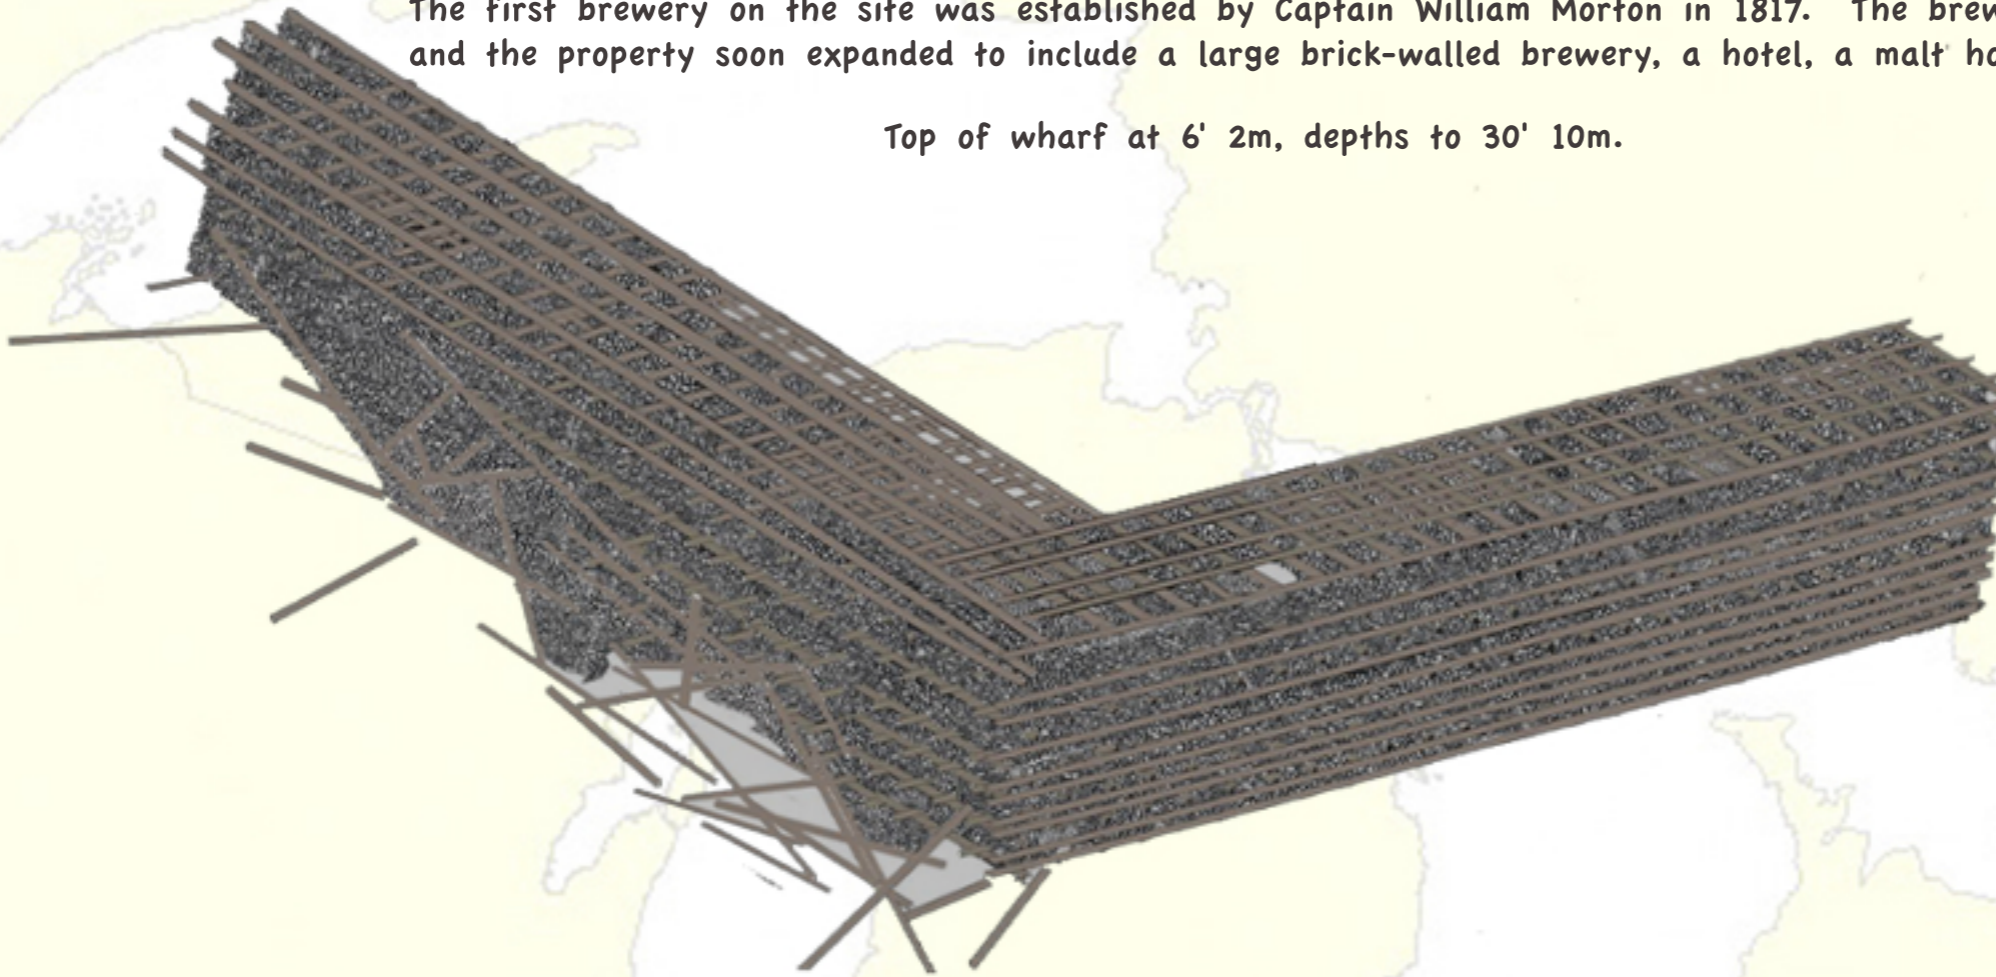 The first brewery on the site was established by Captain William Morton in 1817. The brew
and the property soon expanded to include a large brick-walled brewery, a hotel, a malt ho
Top of wharf at 6' 2m, depths to 30' 10m.